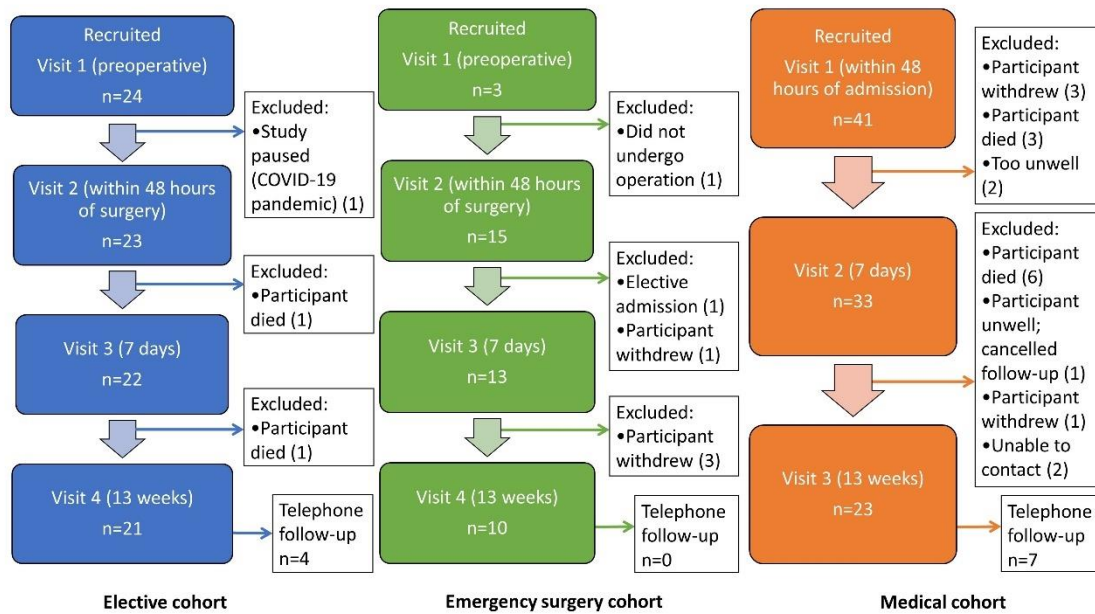 Recruited
Visit 1 (preoperative)
n=24
Excluded:
•Study
paused
(COVID-19
pandemic) (1)
Visit 2 (within 48 hours
of surgery)
n=23
Excluded:
•Participant
died (1)
Visit 3 (7 days)
n=22
Excluded:
•Participant
died (1)
Visit 4 (13 weeks)
n=21
Telephone
follow-up
n=4
Elective cohort
Recruited
Visit 1 (preoperative)
n=3
Excluded:
•Did not
undergo
operation (1)
Visit 2 (within 48 hours
of surgery)
n=15
Excluded:
•Elective
admission (1)
•Participant
withdrew (1)
Visit 3 (7 days)
n=13
Excluded:
•Participant
withdrew (3)
Visit 4 (13 weeks)
n=10
Telephone
follow-up
n=0
Emergency surgery cohort
Recruited
Visit 1 (within 48
hours of admission)
n=41
Excluded:
•Participant
withdrew (3)
•Participant
died (3)
•Too unwell
(2)
Visit 2 (7 days)
n=33
Excluded:
•Participant
died (6)
•Participant
unwell;
cancelled
follow-up (1)
•Participant
withdrew (1)
•Unable to
contact (2)
Visit 3 (13 weeks)
n=23
Telephone
follow-up
n=7
Medical cohort